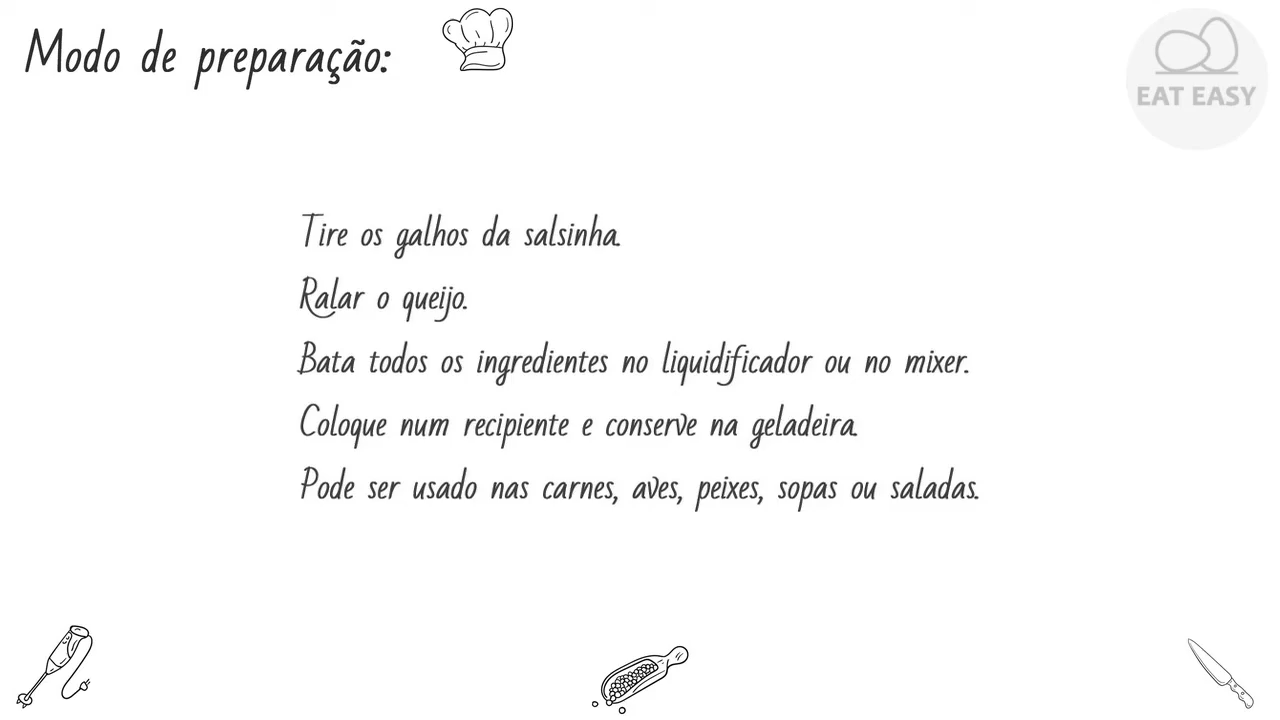 Modo de preparação:
EAT EASY
Tire os galhos da salsinha.
Ralar o queijo.
Bata todos os ingredientes no liquidificador ou no mixer.
Coloque num recipiente e conserve na geladeira.
Pode ser usado nas carnes, aves, peixes, sopas ou saladas.